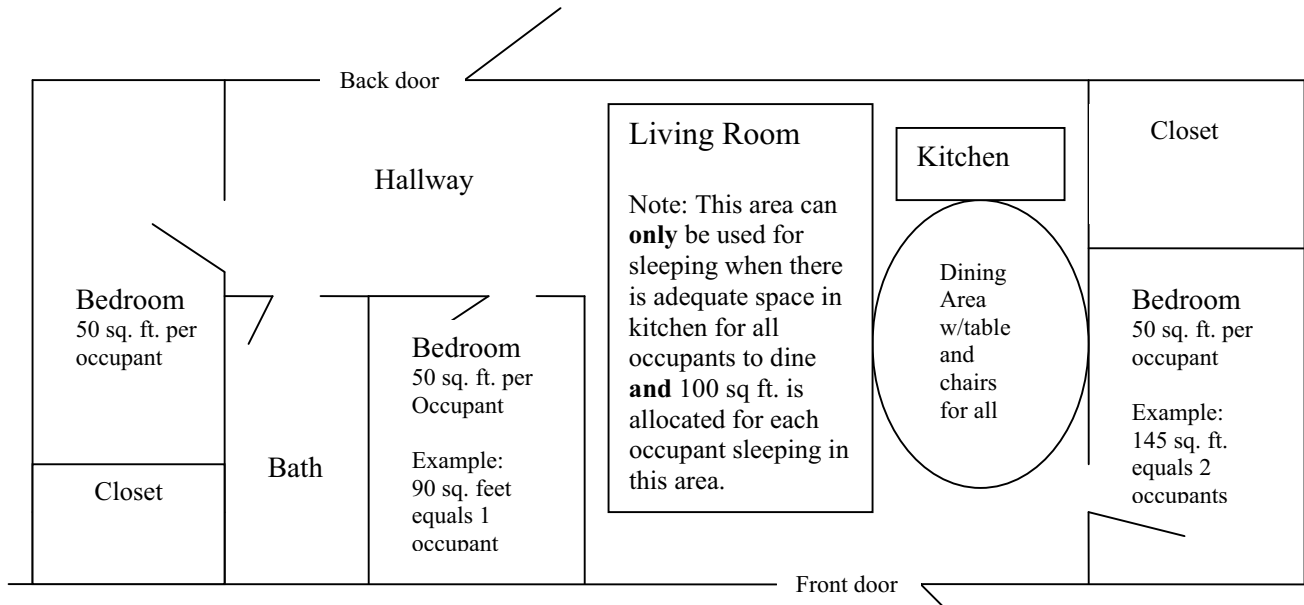 Back door
Hallway
Bedroom
50 sq. ft. per
occupant
Closet
Bath
Bedroom
50 sq. ft. per
Occupant
Example:
90 sq. feet
equals 1
occupant
Living Room
Note: This area can
only be used for
sleeping when there
is adequate space in
kitchen for all
occupants to dine
and 100 sq ft. is
allocated for each
occupant sleeping in
this area.
Kitchen
Dining
Area
w/table
and
chairs
for all
Closet
Bedroom
50 sq. ft. per
occupant
Example:
145 sq. ft.
equals 2
occupants
Front door